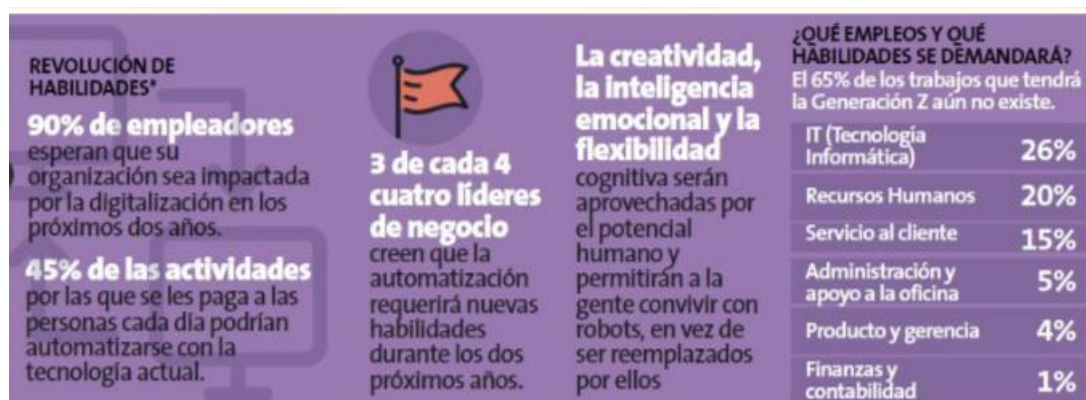 REVOLUCIÓN DE
HABILIDADES*
90% de empleadores
esperan que su
organización sea impactada
por la digitalización en los
próximos dos años.
45% de las actividades
por las que se les paga a las
personas cada día podrían
automatizarse con la
tecnología actual.
3 de cada 4
cuatro líderes
de negocio
creen que la
automatización
requerirá nuevas
habilidades
durante los dos
próximos años.
La creatividad,
la inteligencia
emocional y la
flexibilidad
cognitiva serán
aprovechadas por
el potencial
humano y
permitirán a la
gente convivir con
robots, en vez de
ser reemplazados
por ellos
¿QUÉ EMPLEOS Y QUÉ
HABILIDADES SE DEMANDARÁ?
El 65% de los trabajos que tendrá
la Generación Z aún no existe.
IT (Tecnología
Informática) 26%
Recursos Humanos 20%
Servicio al cliente 15%
Administración y
apoyo a la oficina 5%
Producto y gerencia 4%
Finanzas y
contabilidad 1%